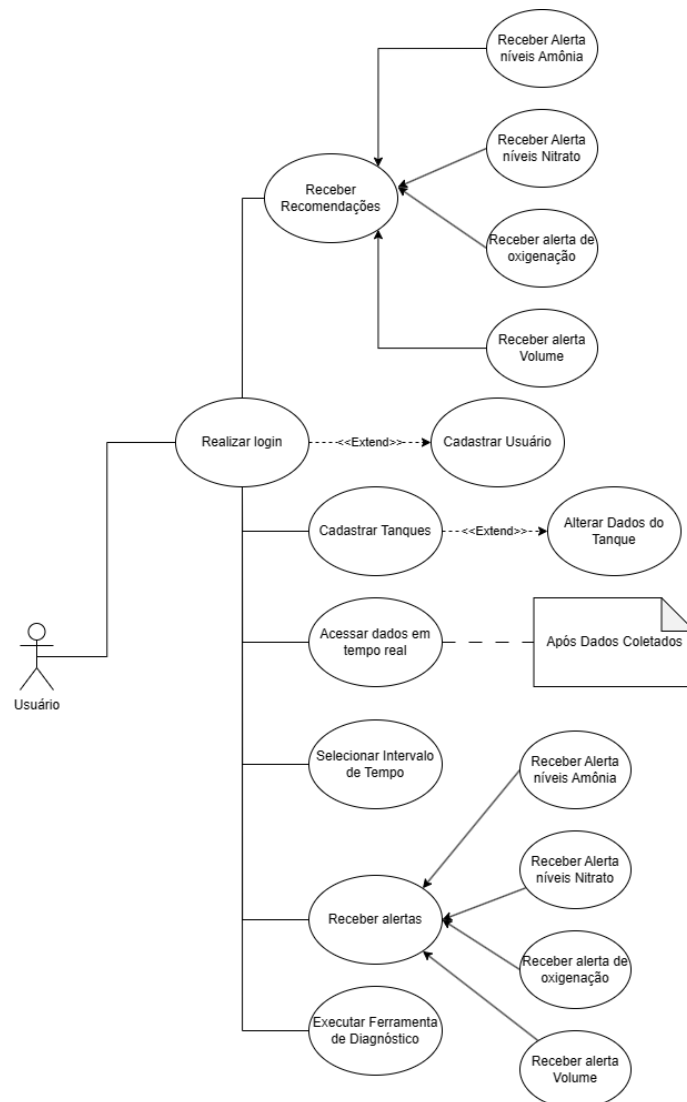 Receber Alerta
níveis Amônia
Receber Alerta
níveis Nitrato
Receber
Recomendações
Receber alerta de
oxigenação
Receber alerta
Volume
Realizar login
<<Extend>>
Cadastrar Usuário
Cadastrar Tanques
<<Extend>>
Alterar Dados do
Tanque
Acessar dados em
tempo real
Após Dados Coletados
Usuário
Selecionar Intervalo
de Tempo
Receber Alerta
níveis Amônia
Receber Alerta
níveis Nitrato
Receber alertas
Receber alerta de
oxigenação
Executar Ferramenta
de Diagnóstico
Receber alerta
Volume